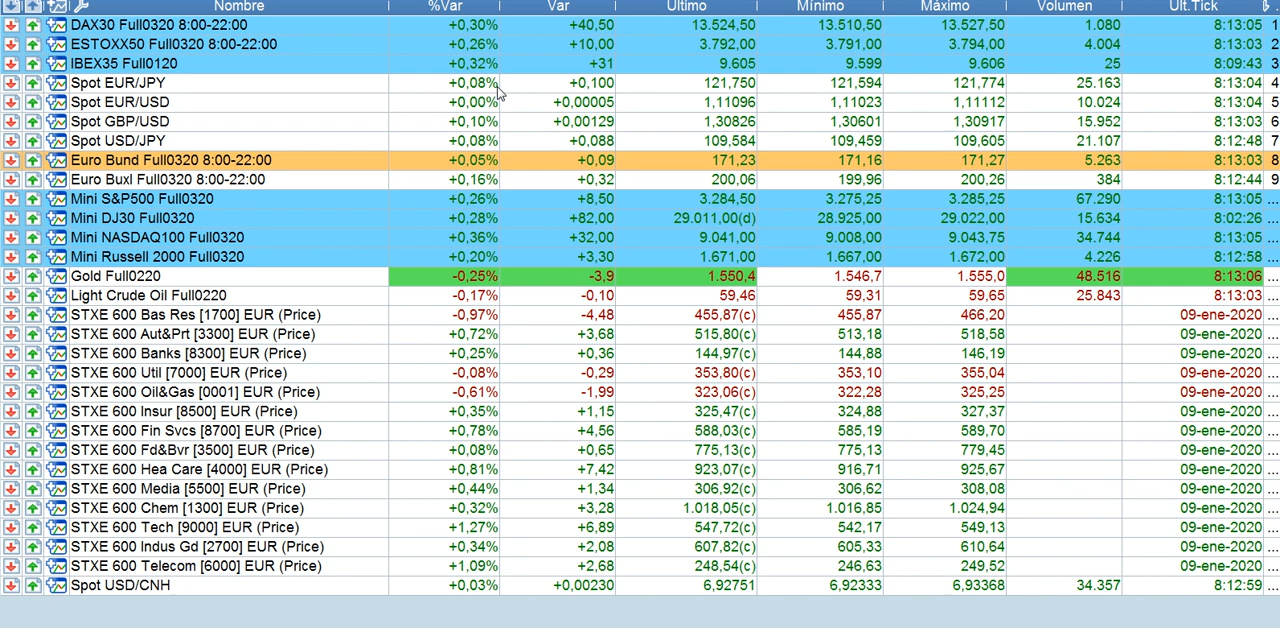 Nombre %Var Var Último Mínimo Máximo Volumen Últ.Tick
DAX30 Full0320 8:00-22:00 +0,30% +40,50 13.524,50 13.510,50 13.527,50 1.080 8:13:05 1
ESTOXX50 Full0320 8:00-22:00 +0,26% +10,00 3.792,00 3.791,00 3.794,00 4.004 8:13:03 2
IBEX35 Full0120 +0,32% +31 9.605 9.599 9.606 25 8:09:43 3
Spot EUR/JPY +0,08% +0,100 121,750 121,594 121,774 25.163 8:13:04 4
Spot EUR/USD +0,00% +0,00005 1,11096 1,11023 1,11112 10.024 8:13:04 5
Spot GBP/USD +0,10% +0,00129 1,30826 1,30601 1,30917 15.952 8:13:03 6
Spot USD/JPY +0,08% +0,088 109,584 109,459 109,605 21.107 8:12:48 7
Euro Bund Full0320 8:00-22:00 +0,05% +0,09 171,23 171,16 171,27 5.263 8:13:03 8
Euro Buxl Full0320 8:00-22:00 +0,16% +0,32 200,06 199,96 200,26 384 8:12:44 9
Mini S&P500 Full0320 +0,26% +8,50 3.284,50 3.275,25 3.285,25 67.290 8:13:05 ...
Mini DJ30 Full0320 +0,28% +82,00 29.011,00(d) 28.925,00 29.022,00 15.634 8:02:26 ...
Mini NASDAQ100 Full0320 +0,36% +32,00 9.041,00 9.008,00 9.043,75 34.744 8:13:05 ...
Mini Russell 2000 Full0320 +0,20% +3,30 1.671,00 1.667,00 1.672,00 4.226 8:12:58 ...
Gold Full0220 -0,25% -3,9 1.550,4 1.546,7 1.555,0 48.516 8:13:06 ...
Light Crude Oil Full0220 -0,17% -0,10 59,46 59,31 59,65 25.843 8:13:03 ...
STXE 600 Bas Res [1700] EUR (Price) -0,97% -4,48 455,87(c) 455,87 466,20 09-ene-2020 ...
STXE 600 Aut&Prt [3300] EUR (Price) +0,72% +3,68 515,80(c) 513,18 518,58 09-ene-2020 ...
STXE 600 Banks [8300] EUR (Price) +0,25% +0,36 144,97(c) 144,88 146,19 09-ene-2020 ...
STXE 600 Util [7000] EUR (Price) -0,08% -0,29 353,80(c) 353,10 355,04 09-ene-2020 ...
STXE 600 Oil&Gas [0001] EUR (Price) -0,61% -1,99 323,06(c) 322,28 325,25 09-ene-2020 ...
STXE 600 Insur [8500] EUR (Price) +0,35% +1,15 325,47(c) 324,88 327,37 09-ene-2020 ...
STXE 600 Fin Svcs [8700] EUR (Price) +0,78% +4,56 588,03(c) 585,19 589,70 09-ene-2020 ...
STXE 600 Fd&Bvr [3500] EUR (Price) +0,08% +0,65 775,13(c) 775,13 779,45 09-ene-2020 ...
STXE 600 Hea Care [4000] EUR (Price) +0,81% +7,42 923,07(c) 916,71 925,67 09-ene-2020 ...
STXE 600 Media [5500] EUR (Price) +0,44% +1,34 306,92(c) 306,62 308,08 09-ene-2020 ...
STXE 600 Chem [1300] EUR (Price) +0,32% +3,28 1.018,05(c) 1.016,85 1.024,94 09-ene-2020 ...
STXE 600 Tech [9000] EUR (Price) +1,27% +6,89 547,72(c) 542,17 549,13 09-ene-2020 ...
STXE 600 Indus Gd [2700] EUR (Price) +0,34% +2,08 607,82(c) 605,33 610,64 09-ene-2020 ...
STXE 600 Telecom [6000] EUR (Price) +1,09% +2,68 248,54(c) 246,63 249,52 09-ene-2020 ...
Spot USD/CNH +0,03% +0,00230 6,92751 6,92333 6,93368 34.357 8:12:59 ...